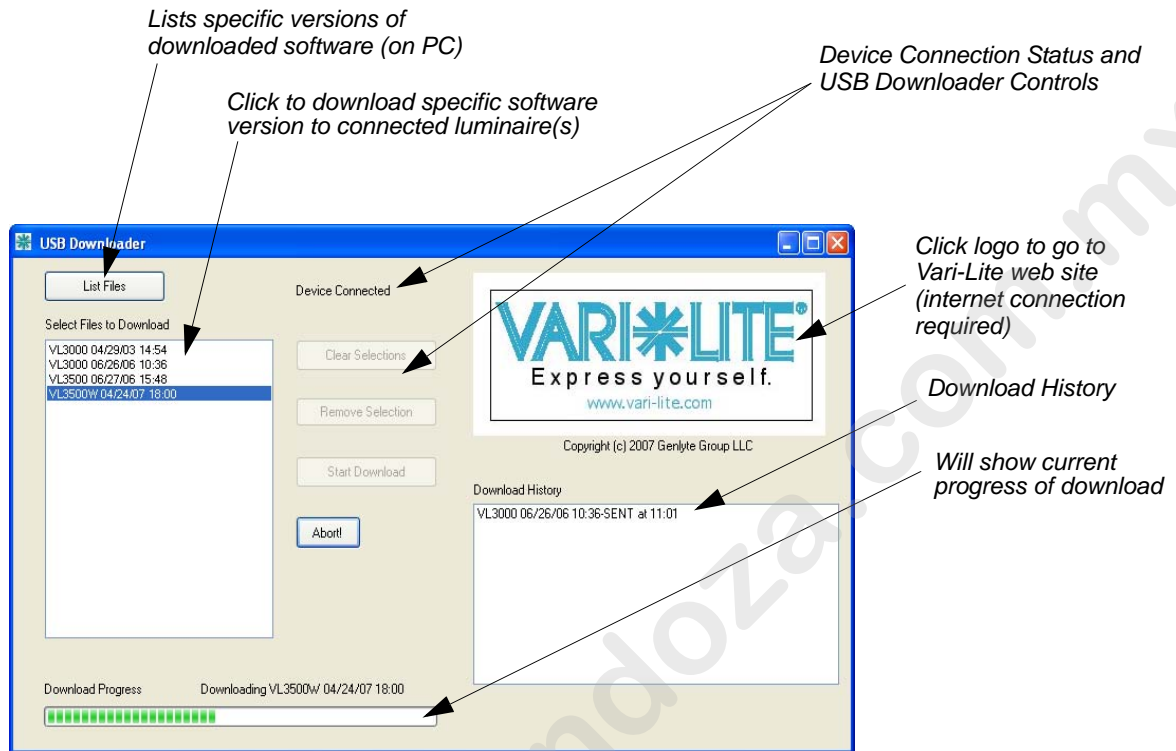 Lists specific versions of
downloaded software (on PC)
Device Connection Status and
USB Downloader Controls
Click to download specific software
version to connected luminaire(s)
USB Downloader
List Files
Device Connected
Select Files to Download
VL3000 04/29/03 14:54
VL3000 06/26/06 10:36
VL3500 06/27/06 15:48
VL3500W 04/24/07 18:00
Clear Selections
Remove Selection
Start Download
Abort!
VARI*LITE®
Express yourself.
www.vari-lite.com
Copyright (c) 2007 Genlyte Group LLC
Click logo to go to
Vari-Lite web site
(internet connection
required)
Download History
Download History
VL3000 06/26/06 10:36-SENT at 11:01
Will show current
progress of download
Download Progress
Downloading VL3500W 04/24/07 18:00
ndoza.com.mx